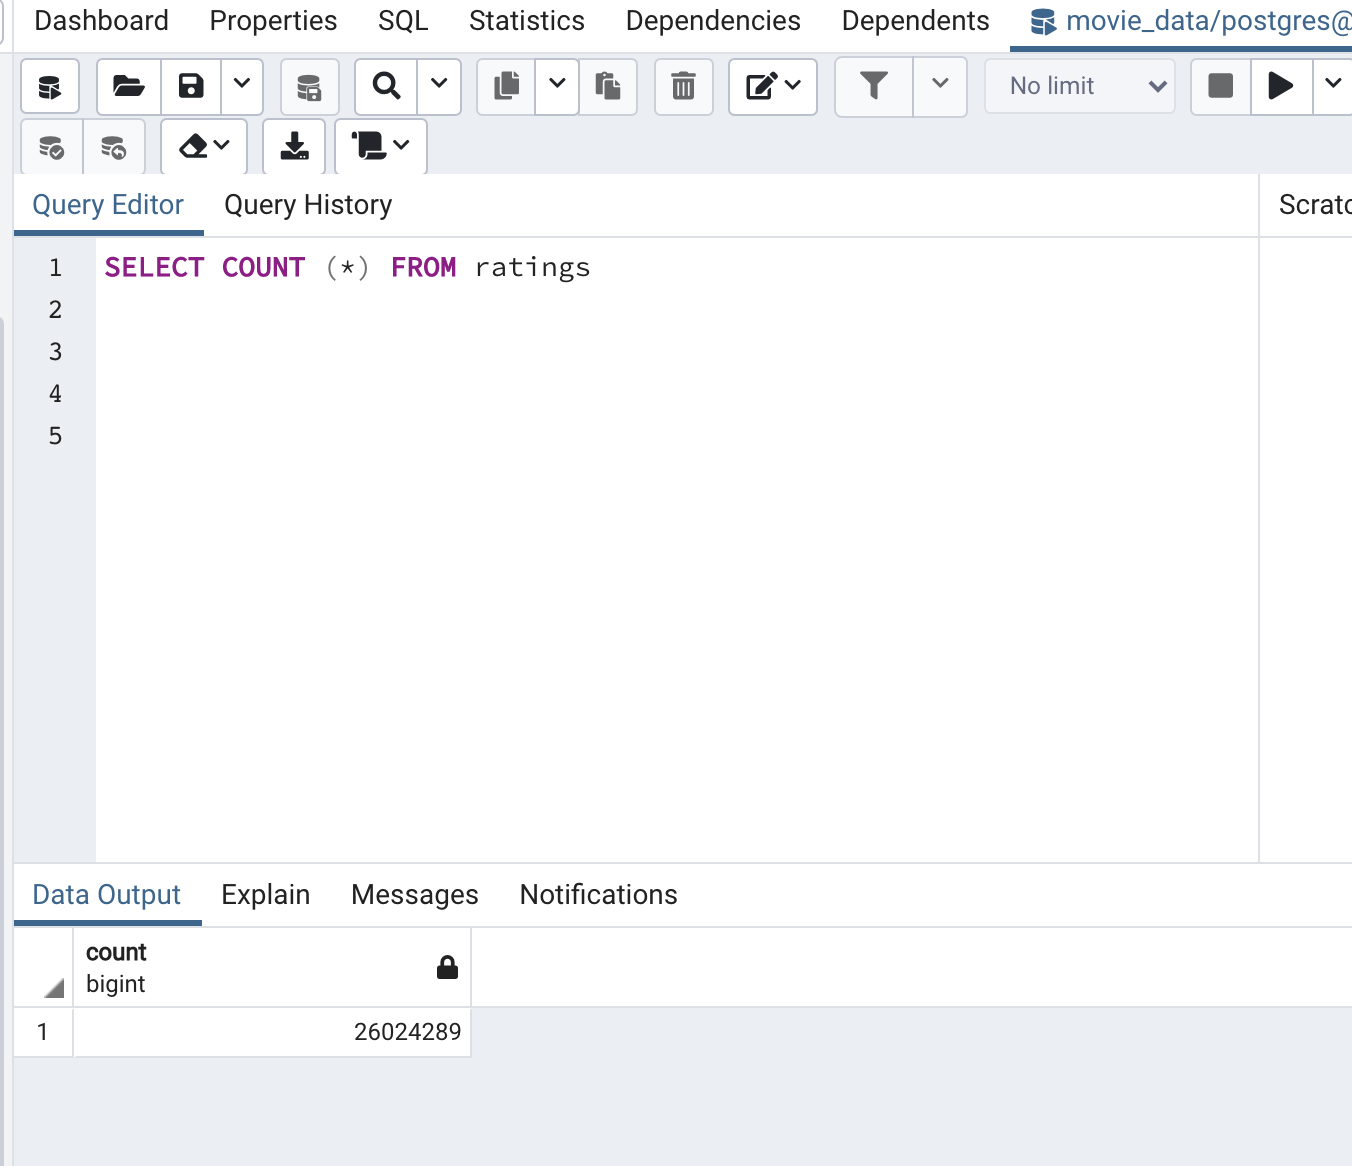 Dashboard Properties SQL Statistics Dependencies Dependents movie_data/postgres@
No limit
Query Editor Query History Scratc
1 SELECT COUNT (*) FROM ratings
2
3
4
5
Data Output Explain Messages Notifications
count
bigint
1 26024289